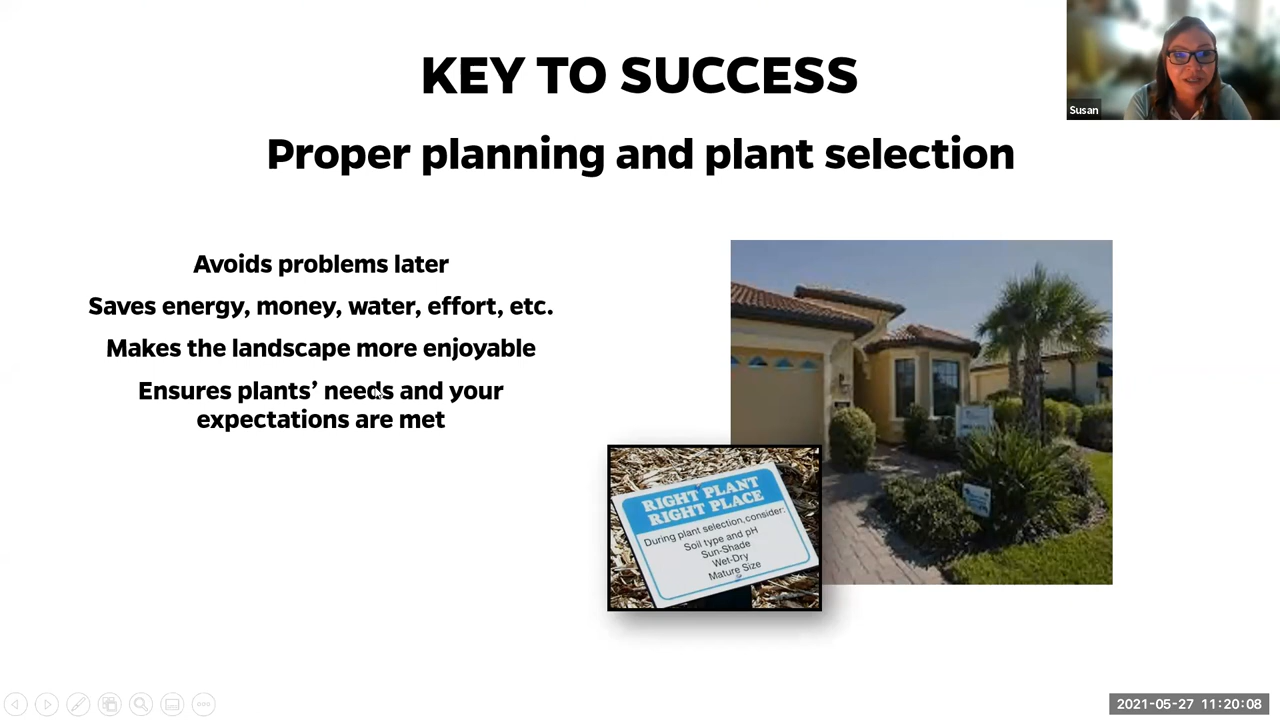 KEY TO SUCCESS
Proper planning and plant selection
Susan
Avoids problems later
Saves energy, money, water, effort, etc.
Makes the landscape more enjoyable
Ensures plants’ needs and your
expectations are met
RIGHT PLANT
RIGHT PLACE
During plant selection, consider:
Soil type and pH
Sun-Shade
Wet-Dry
Mature Size
2021-05-27 11:20:08